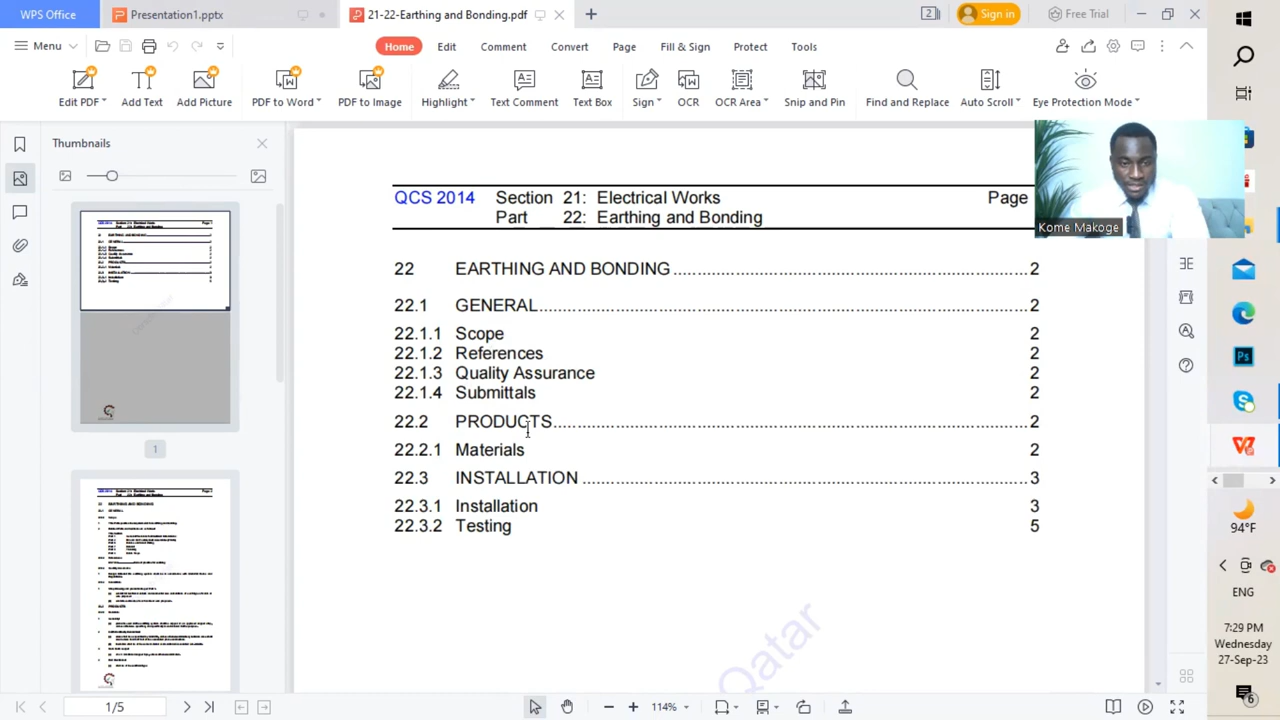 WPS Office
Presentation1.pptx
21-22-Earthing and Bonding.pdf
2
Sign in
Free Trial
Menu
Home
Edit
Comment
Convert
Page
Fill & Sign
Protect
Tools
Edit PDF
Add Text
Add Picture
PDF to Word
PDF to Image
Highlight
Text Comment
Text Box
Sign
OCR
OCR Area
Snip and Pin
Find and Replace
Auto Scroll
Eye Protection Mode
Thumbnails
1
QCS 2014 Section 21: Electrical Works Page
Part 22: Earthing and Bonding
22 EARTHING AND BONDING 2
22.1 GENERAL 2
22.1.1 Scope 2
22.1.2 References 2
22.1.3 Quality Assurance 2
22.1.4 Submittals 2
22.2 PRODUCTS 2
22.2.1 Materials 2
22.3 INSTALLATION 3
22.3.1 Installation 3
22.3.2 Testing 5
Qatar
Kome Makoge
Ps
94°F
ENG
7:29 PM
Wednesday
27-Sep-23
6
1/5
114%